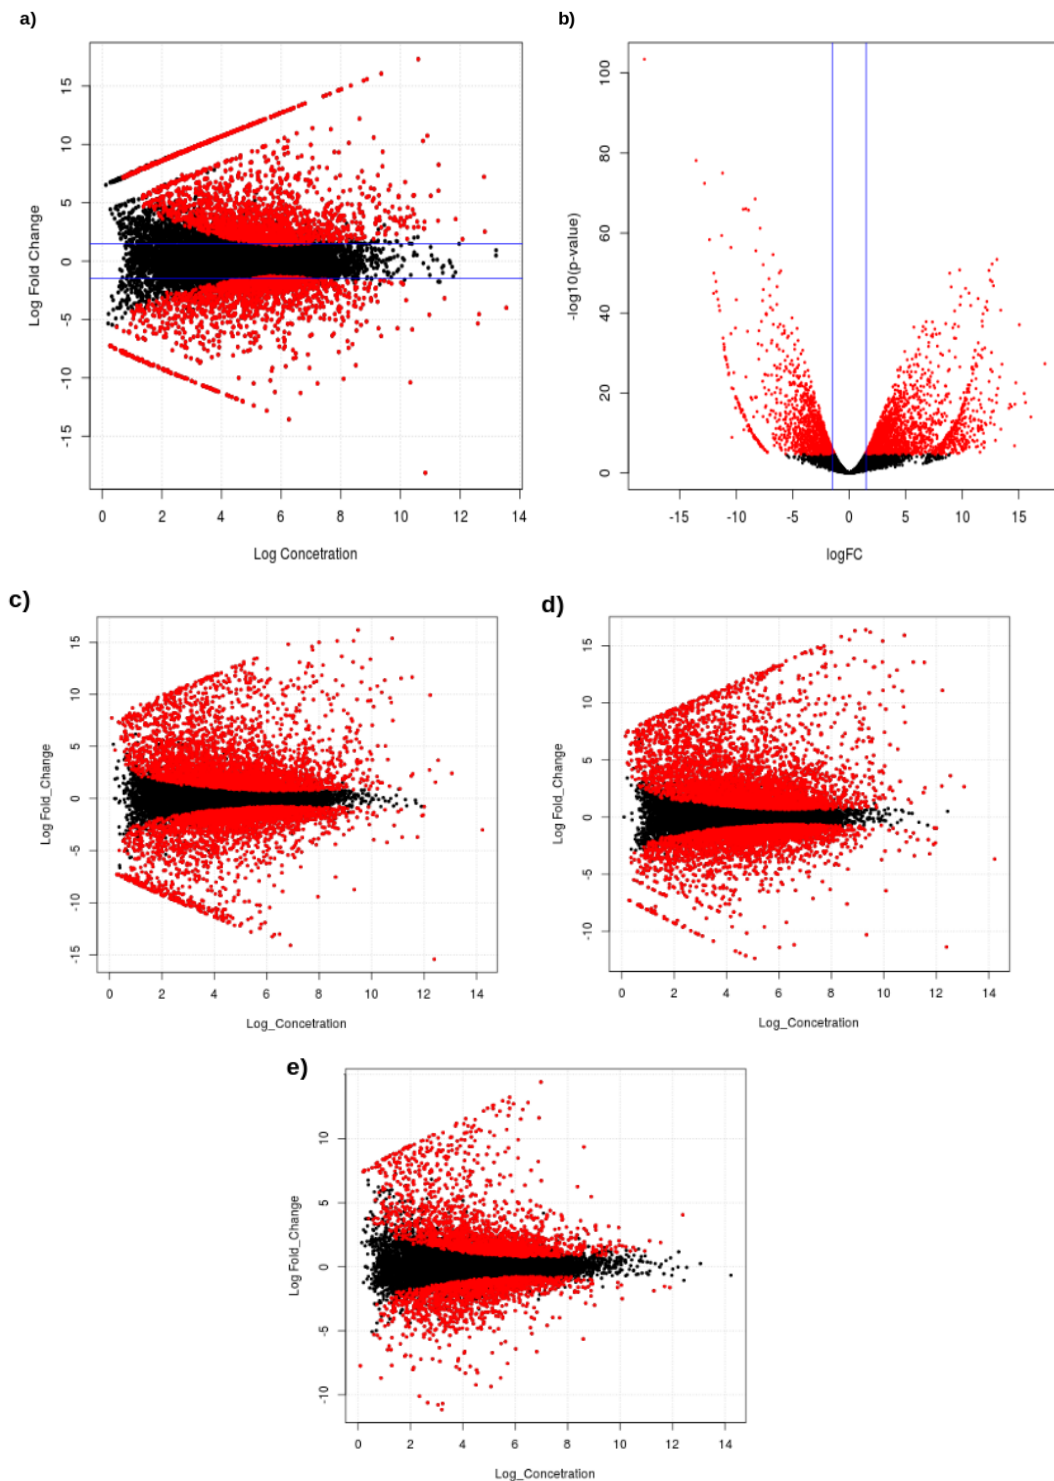 a)
b)
15
10
5
0
-5
-10
-15
Log Fold Change
0 2 4 6 8 10 12 14
Log Concetration
100
80
60
40
20
0
-log10(p-value)
-15 -10 -5 0 5 10 15
logFC
c)
d)
15
10
5
0
-5
-10
-15
Log Fold_Change
0 2 4 6 8 10 12 14
Log_Concetration
15
10
5
0
-5
-10
Log Fold_Change
0 2 4 6 8 10 12 14
Log_Concetration
e)
10
5
0
-5
-10
Log Fold_Change
0 2 4 6 8 10 12 14
Log_Concetration